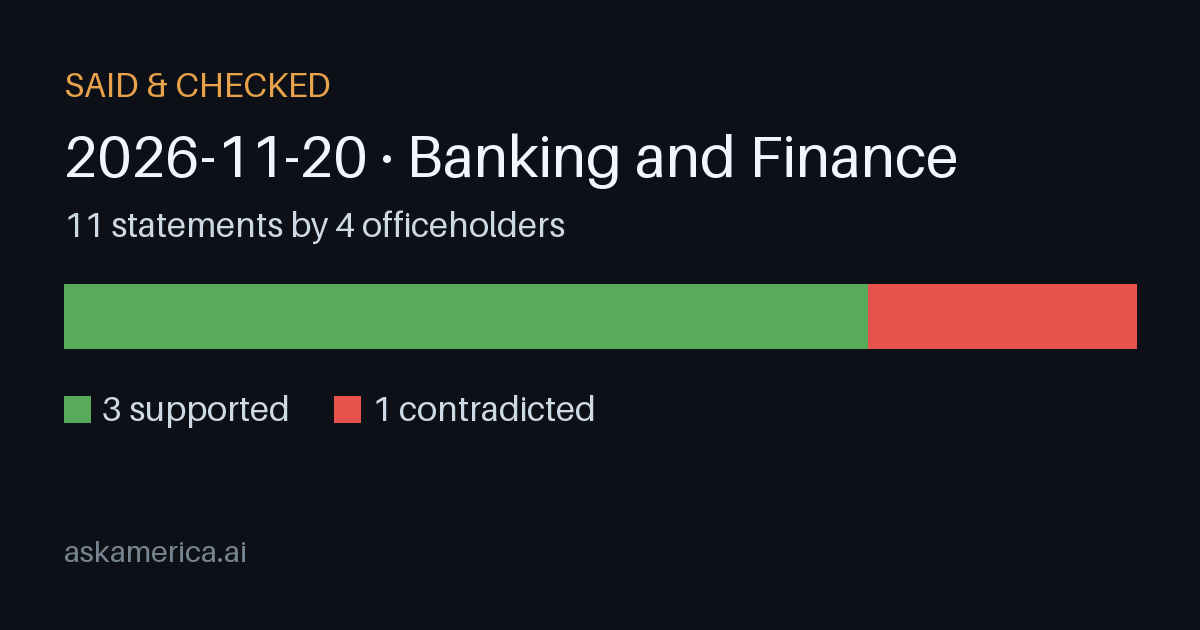 SAID & CHECKED
2026-11-20 · Banking and Finance
11 statements by 4 officeholders
3 supported
1 contradicted
askamerica.ai